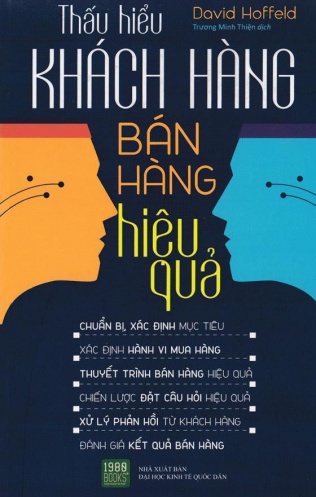 Thấu hiểu
David Hoffeld
Trương Minh Thiện dịch
KHÁCH HÀNG
BÁN
HÀNG
hiệu
quả
CHUẨN BỊ, XÁC ĐỊNH MỤC TIÊU
XÁC ĐỊNH HÀNH VI MUA HÀNG
THUYẾT TRÌNH BÁN HÀNG HIỆU QUẢ
CHIẾN LƯỢC ĐẶT CÂU HỎI HIỆU QUẢ
XỬ LÝ PHẢN HỒI TỪ KHÁCH HÀNG
ĐÁNH GIÁ KẾT QUẢ BÁN HÀNG
1980
BOOKS
NHÀ XUẤT BẢN
ĐẠI HỌC KINH TẾ QUỐC DÂN